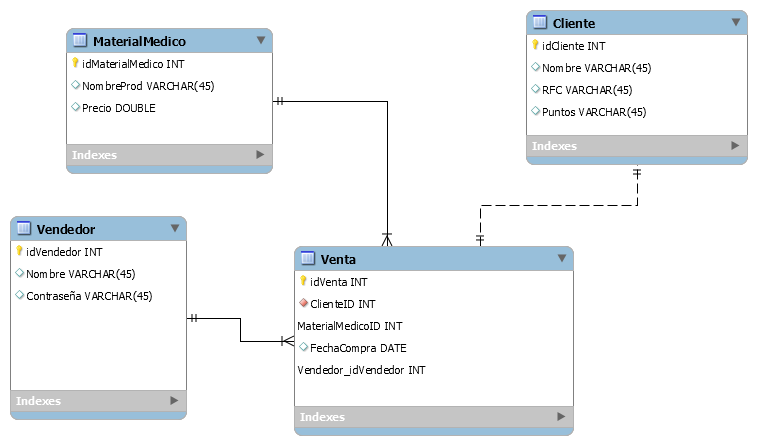 MaterialMedico
idMaterialMedico INT
NombreProd VARCHAR(45)
Precio DOUBLE
Indexes
Cliente
idCliente INT
Nombre VARCHAR(45)
RFC VARCHAR(45)
Puntos VARCHAR(45)
Indexes
Vendedor
idVendedor INT
Nombre VARCHAR(45)
Contraseña VARCHAR(45)
Indexes
Venta
idVenta INT
ClienteID INT
MaterialMedicoID INT
FechaCompra DATE
Vendedor_idVendedor INT
Indexes